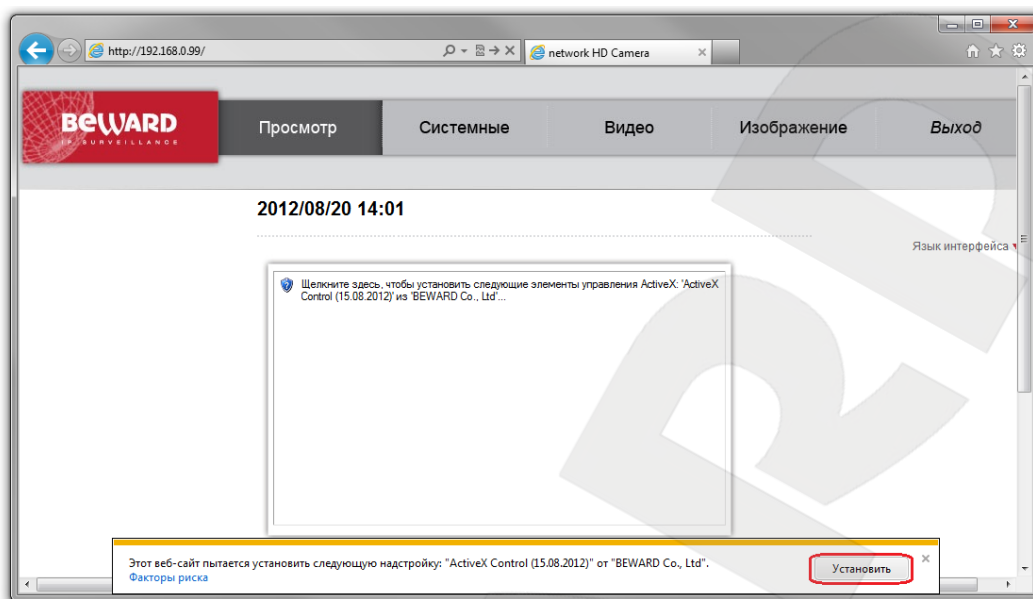 http://192.168.0.99/
network HD Camera
BEWARD
IP SURVEILLANCE
Просмотр
Системные
Видео
Изображение
Выход
2012/08/20 14:01
Язык интерфейса
Щелкните здесь, чтобы установить следующие элементы управления ActiveX: 'ActiveX
Control (15.08.2012)' из 'BEWARD Co., Ltd'...
Этот веб-сайт пытается установить следующую надстройку: "ActiveX Control (15.08.2012)" от "BEWARD Co., Ltd".
Установить
Факторы риска